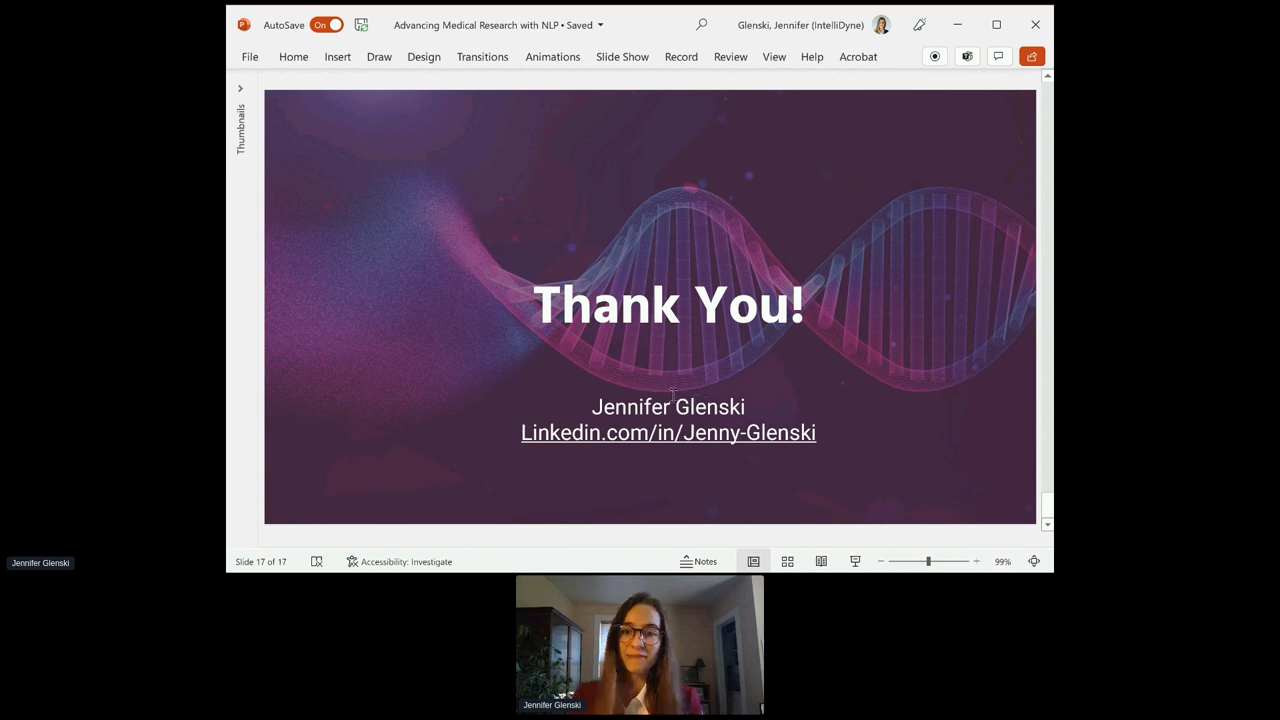 AutoSave
On
Advancing Medical Research with NLP • Saved
Glenski, Jennifer (IntelliDyne)
File
Home
Insert
Draw
Design
Transitions
Animations
Slide Show
Record
Review
View
Help
Acrobat
Thumbnails
Thank You!
Jennifer Glenski
Linkedin.com/in/Jenny-Glenski
Slide 17 of 17
Accessibility: Investigate
Notes
99%
Jennifer Glenski
Jennifer Glenski